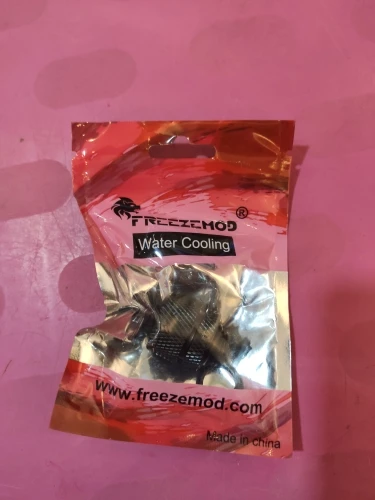 FREEZEMOD®
Water Cooling
www.freezemod.com
Made in china